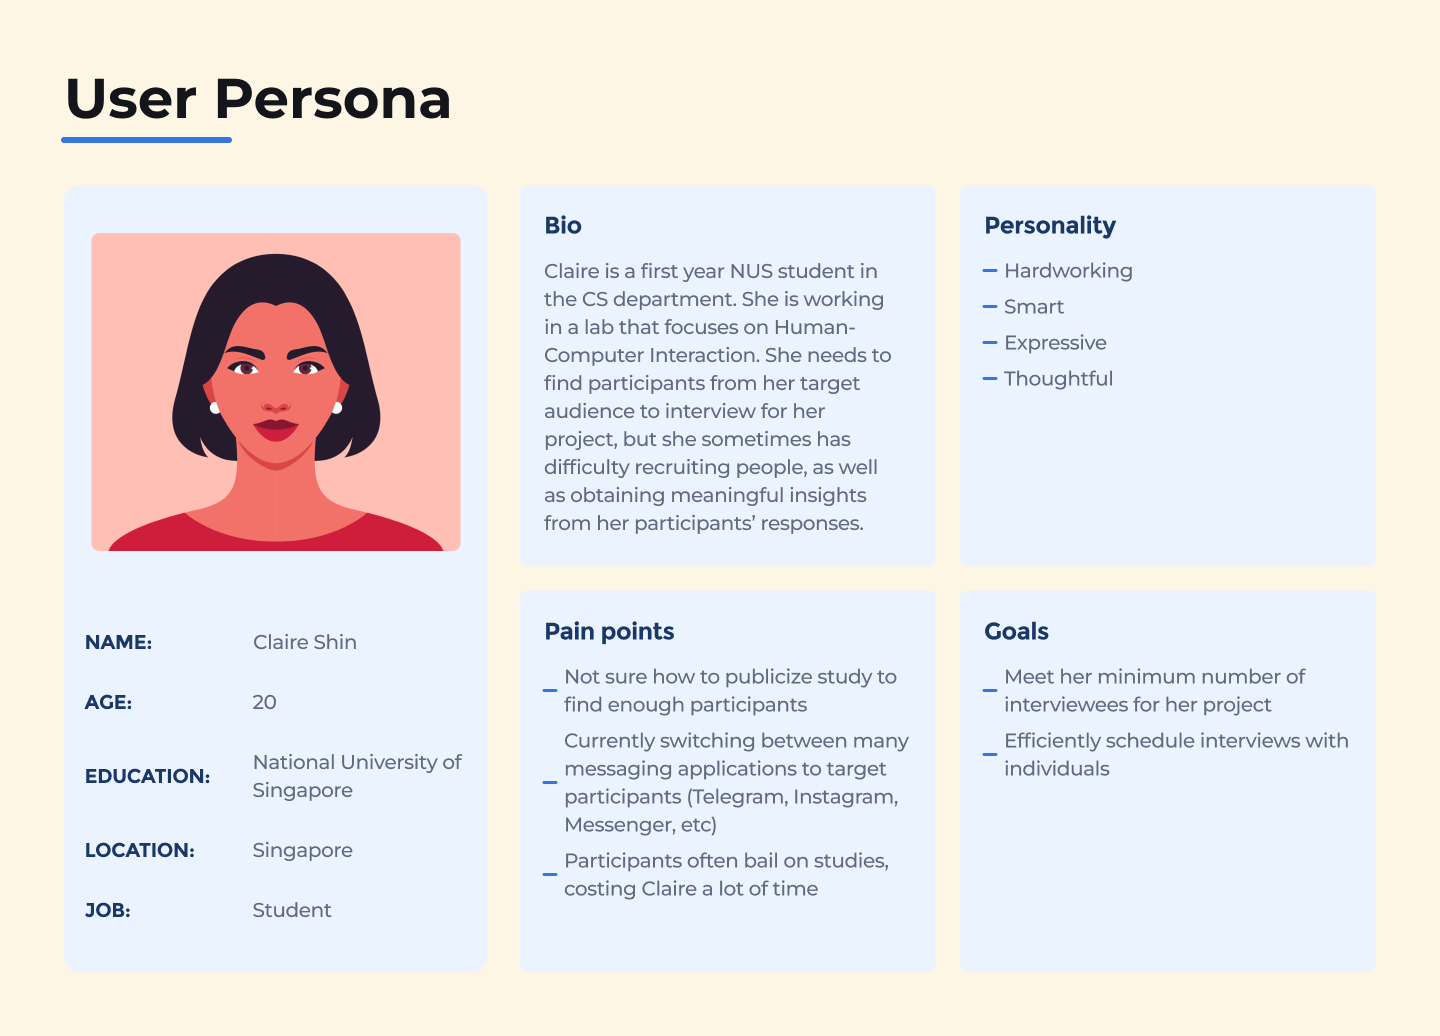 User Persona
NAME:
Claire Shin
AGE:
20
EDUCATION:
National University of
Singapore
LOCATION:
Singapore
JOB:
Student
Bio
Claire is a first year NUS student in
the CS department. She is working
in a lab that focuses on Human-
Computer Interaction. She needs to
find participants from her target
audience to interview for her
project, but she sometimes has
difficulty recruiting people, as well
as obtaining meaningful insights
from her participants’ responses.
Personality
Hardworking
Smart
Expressive
Thoughtful
Pain points
Not sure how to publicize study to
find enough participants
Currently switching between many
messaging applications to target
participants (Telegram, Instagram,
Messenger, etc)
Participants often bail on studies,
costing Claire a lot of time
Goals
Meet her minimum number of
interviewees for her project
Efficiently schedule interviews with
individuals